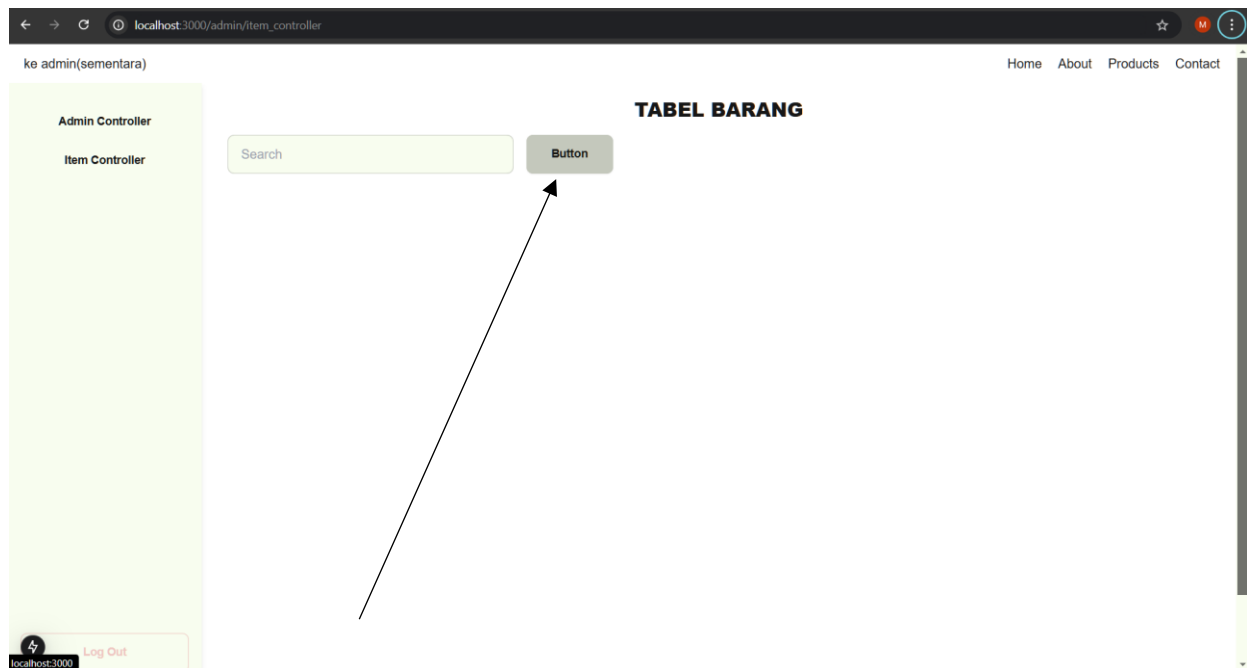 localhost:3000/admin/item_controller
M
ke admin(sementara)
Home About Products Contact
Admin Controller
Item Controller
TABEL BARANG
Search
Button
Log Out
localhost:3000